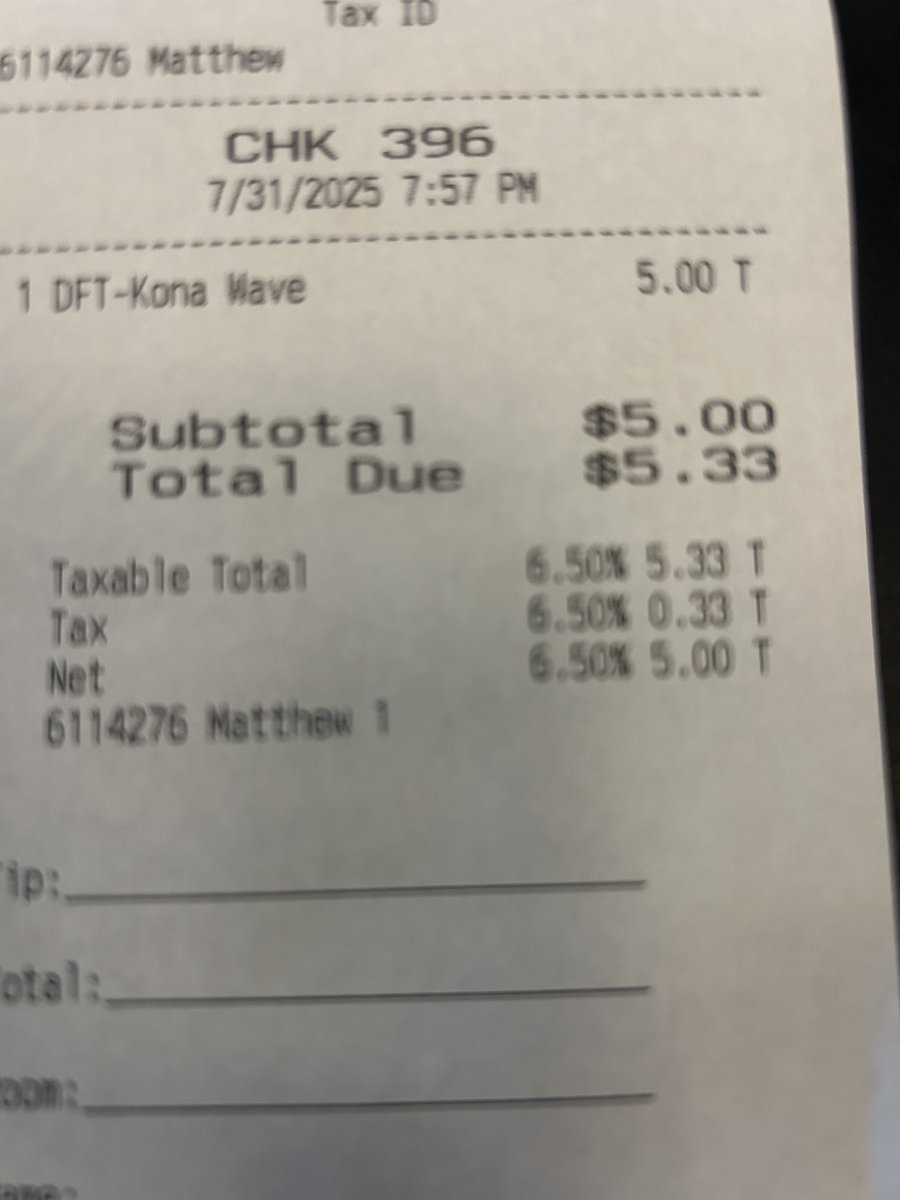 Tax ID
6114276 Matthew
CHK 396
7/31/2025 7:57 PM
1 DFT-Kona Wave 5.00 T
Subtotal $5.00
Total Due $5.33
Taxable Total 6.50% 5.33 T
Tax 6.50% 0.33 T
Net 6.50% 5.00 T
6114276 Matthew 1
ip:
otal:
oom: